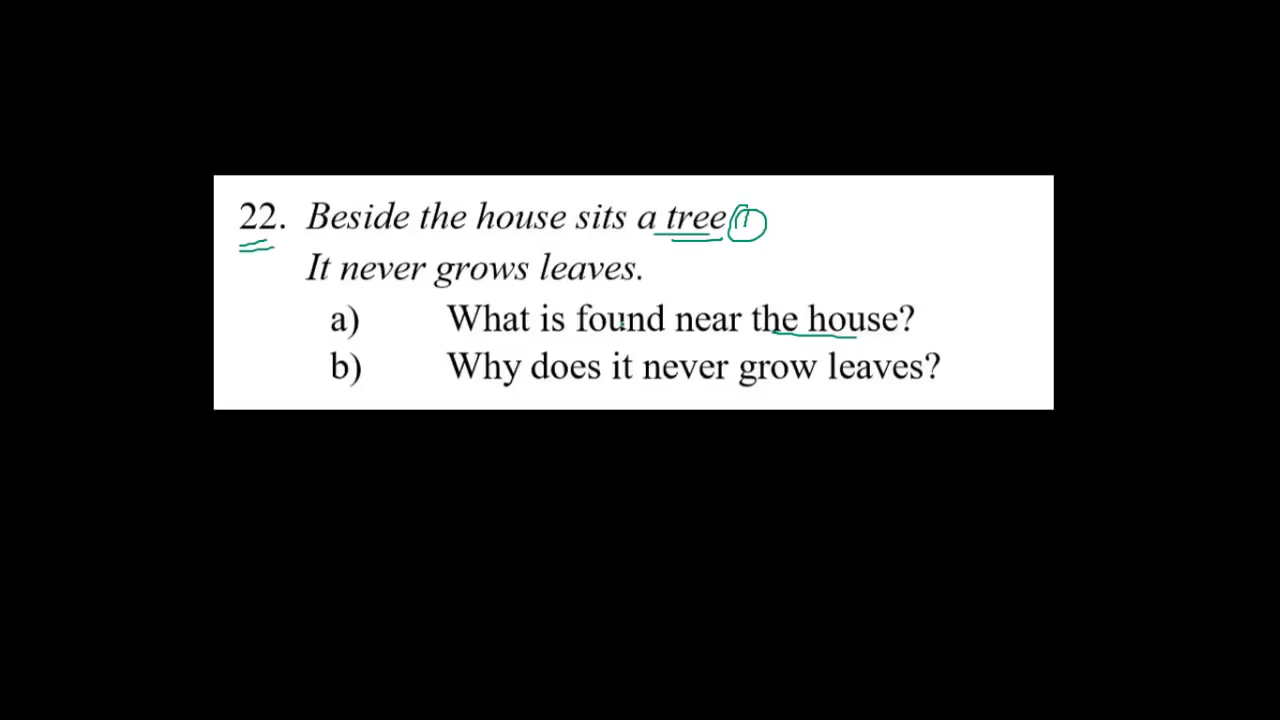 22. Beside the house sits a tree
It never grows leaves.
a) What is found near the house?
b) Why does it never grow leaves?